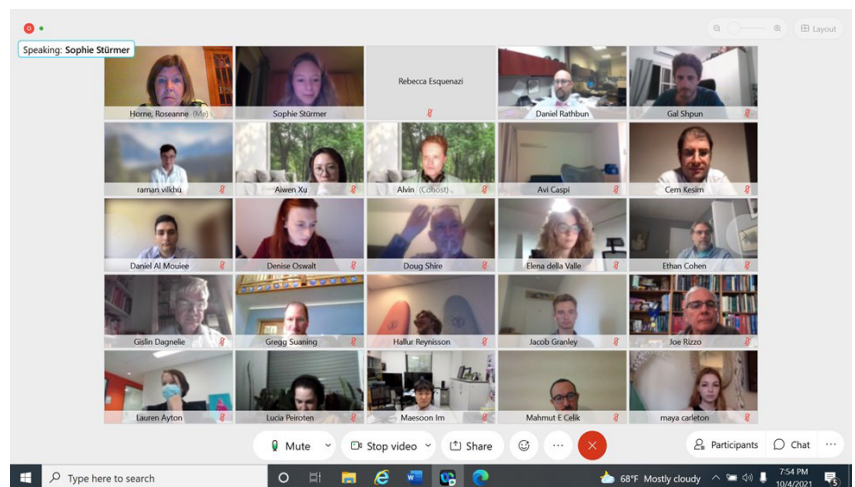 Layout
Speaking: Sophie Stürmer
Horne, Roseanne (Me)
Sophie Stürmer
Rebecca Esquenazi
Daniel Rathbun
Gal Shpun
raman vilkhu
Aiwen Xu
Alvin (Cohost)
Avi Caspi
Cem Kesim
Daniel Al Mouiee
Denise Oswalt
Doug Shire
Elena della Valle
Ethan Cohen
Gislin Dagnelie
Gregg Suaning
Hallur Reynisson
Jacob Granley
Joe Rizzo
Lauren Ayton
Lucia Peiroten
Maesoon Im
Mahmut E Celik
maya carleton
Mute
Stop video
Share
Participants
Chat
Type here to search
68°F Mostly cloudy
7:54 PM
10/4/2021